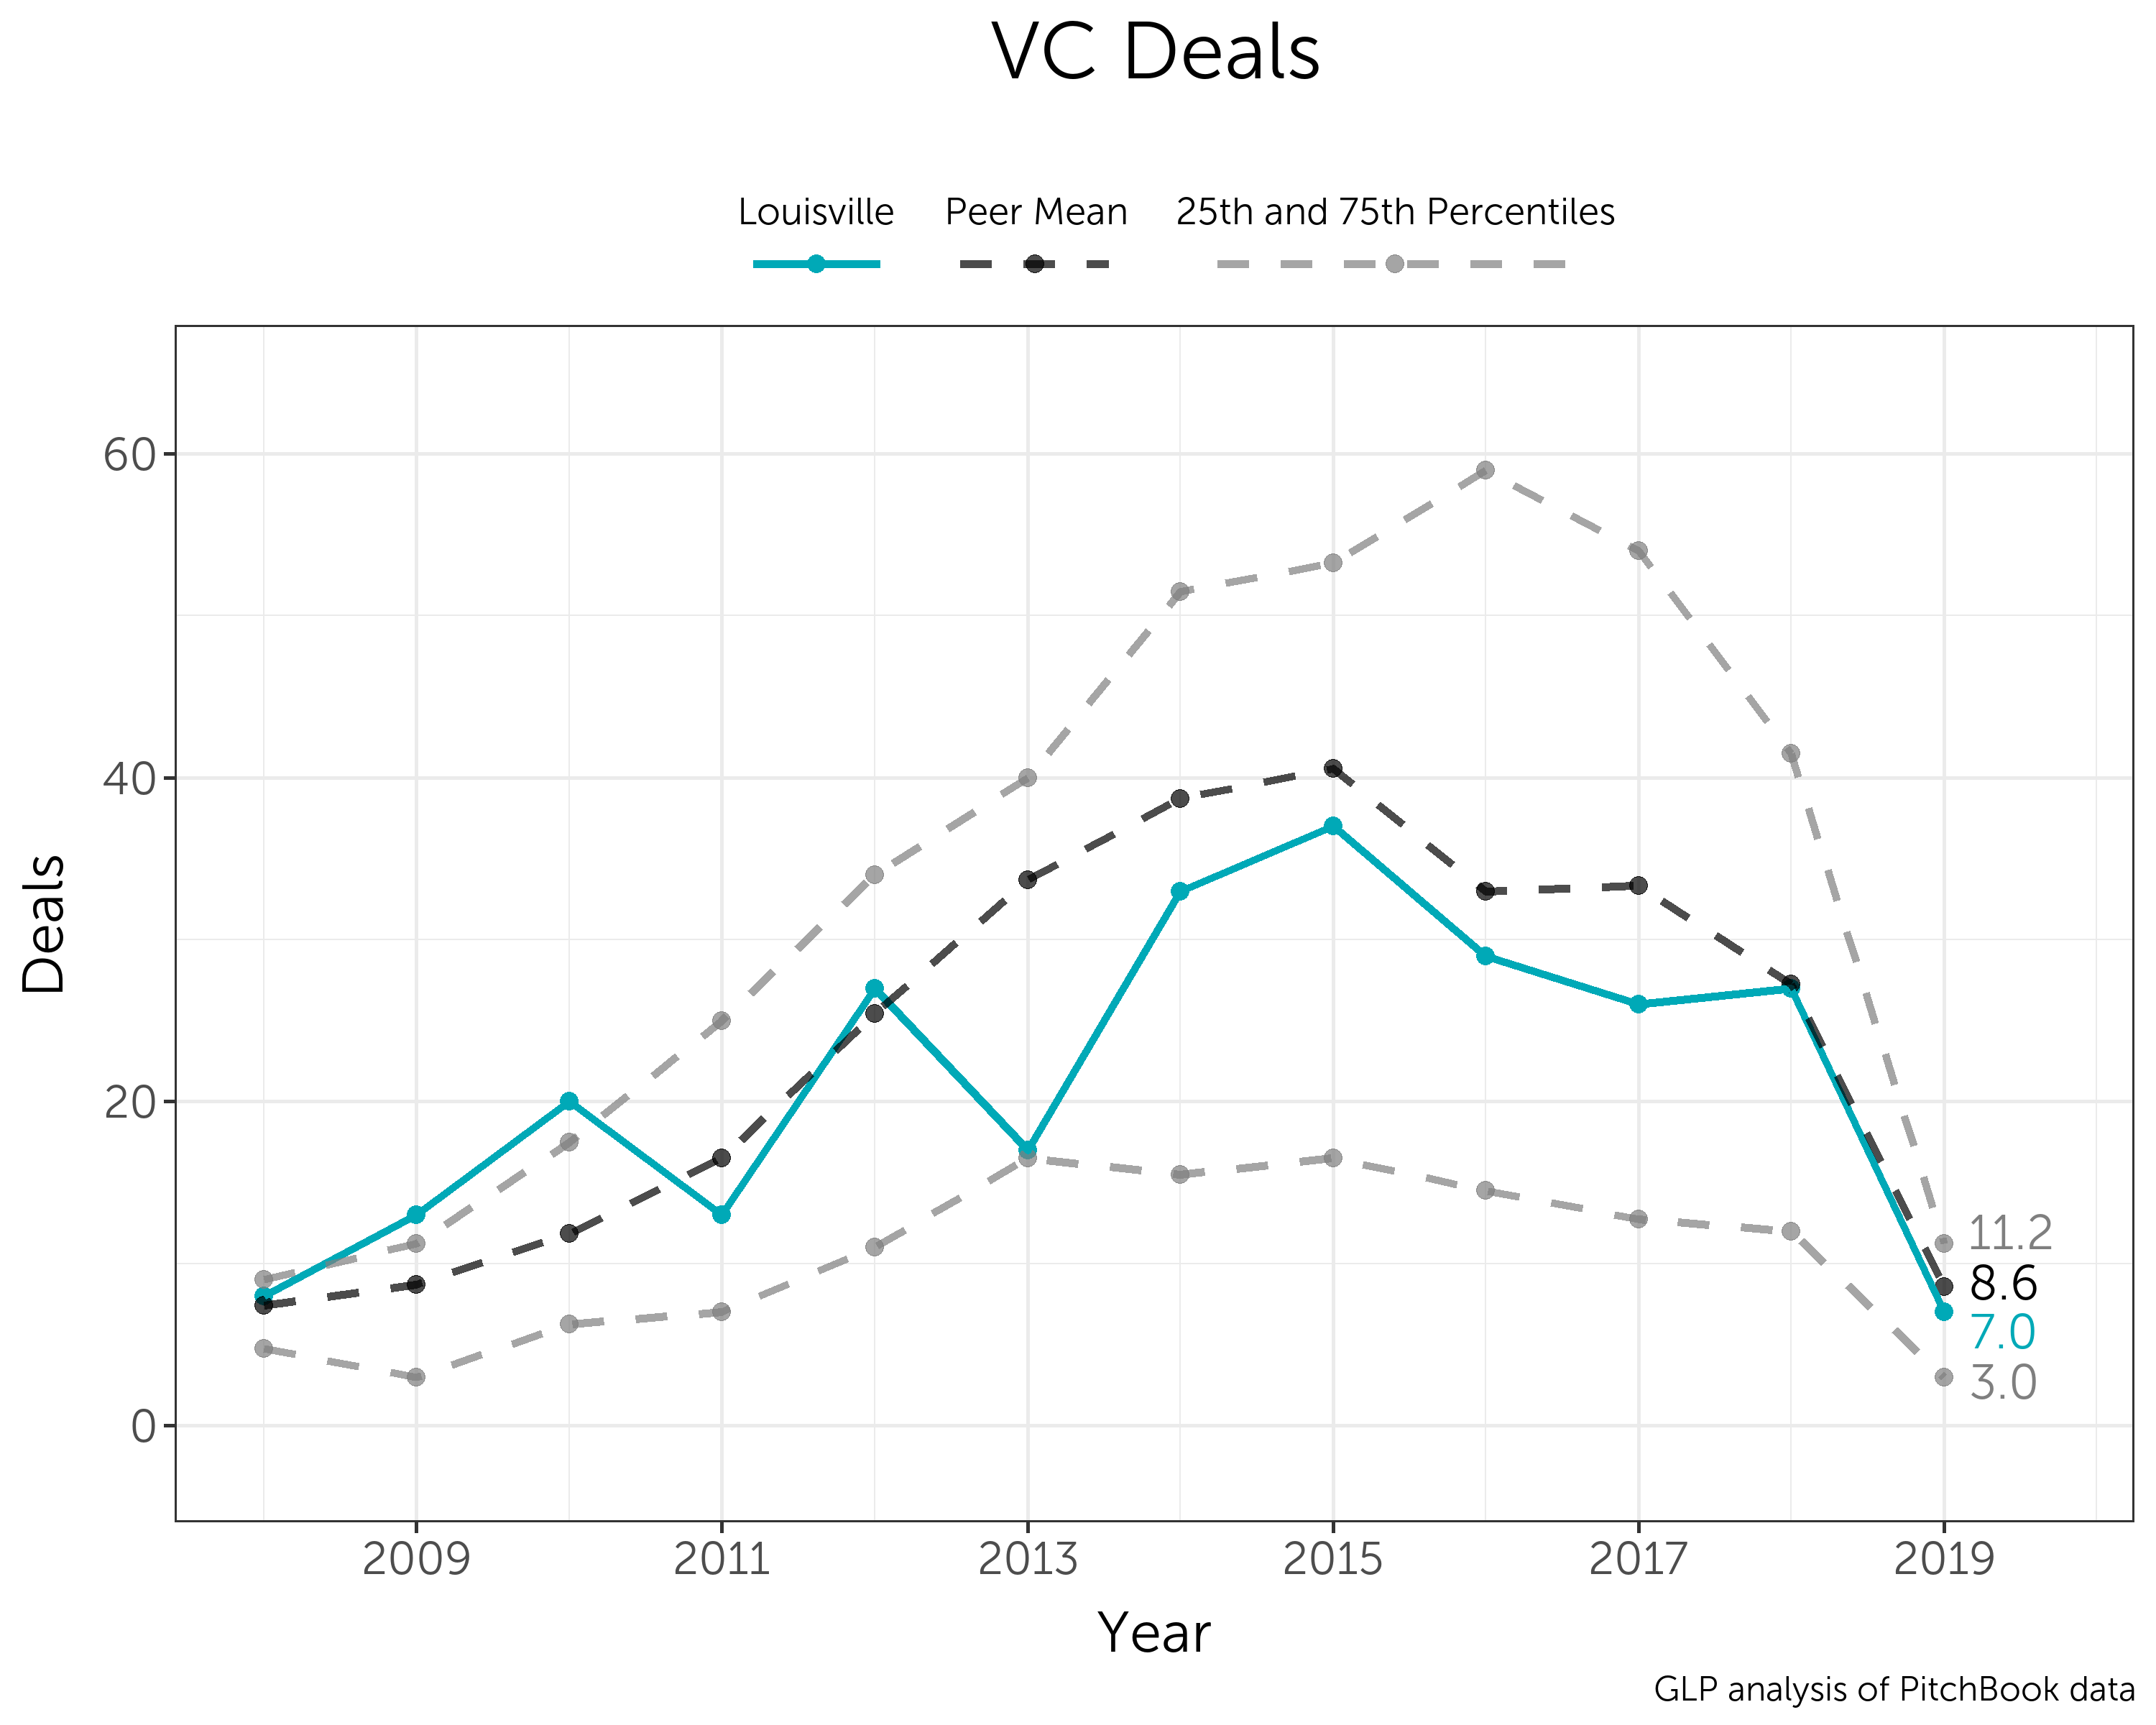 VC Deals
Louisville Peer Mean 25th and 75th Percentiles
60
40
20
0
Deals
11.2
8.6
7.0
3.0
2009 2011 2013 2015 2017 2019
Year
GLP analysis of PitchBook data